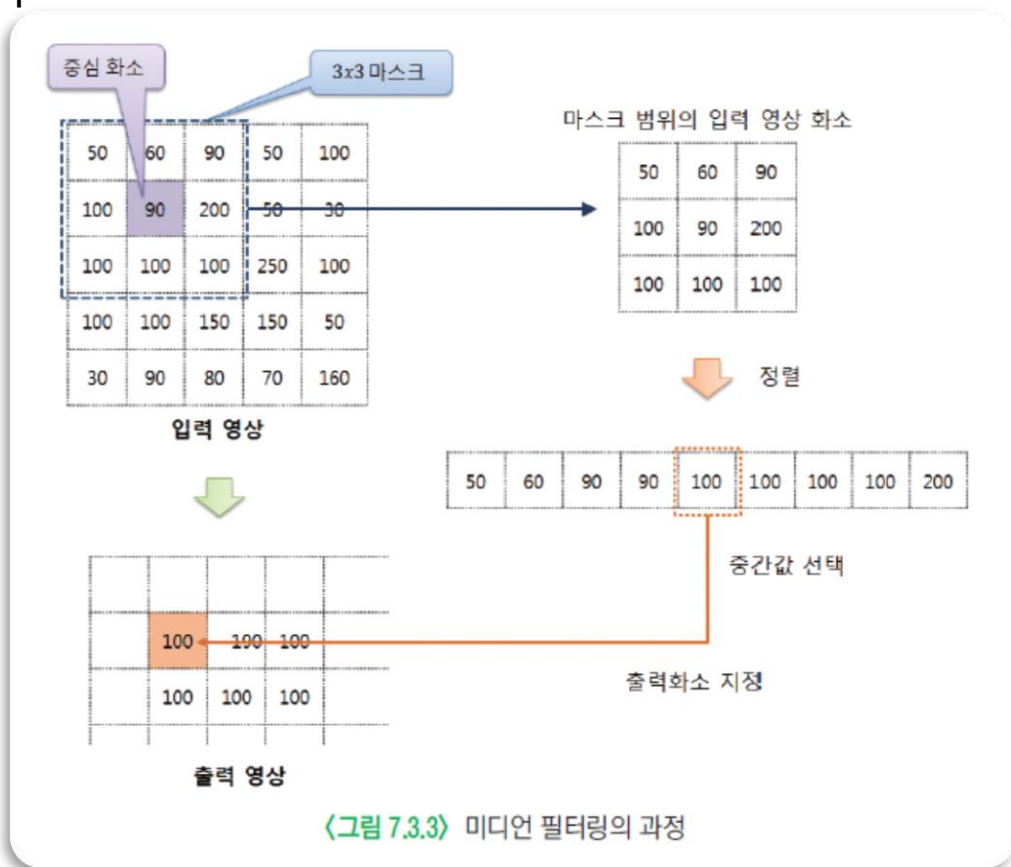 중심 화소
3x3 마스크
마스크 범위의 입력 영상 화소
50 60 90 50 100
100 90 200 50 30
100 100 100 250 100
100 100 150 150 50
30 90 80 70 160
입력 영상
50 60 90
100 90 200
100 100 100
정렬
50 60 90 90 100 100 100 100 200
중간값 선택
100 100 100
100 100 100
출력화소 지정
출력 영상
〈그림 7.3.3〉 미디언 필터링의 과정